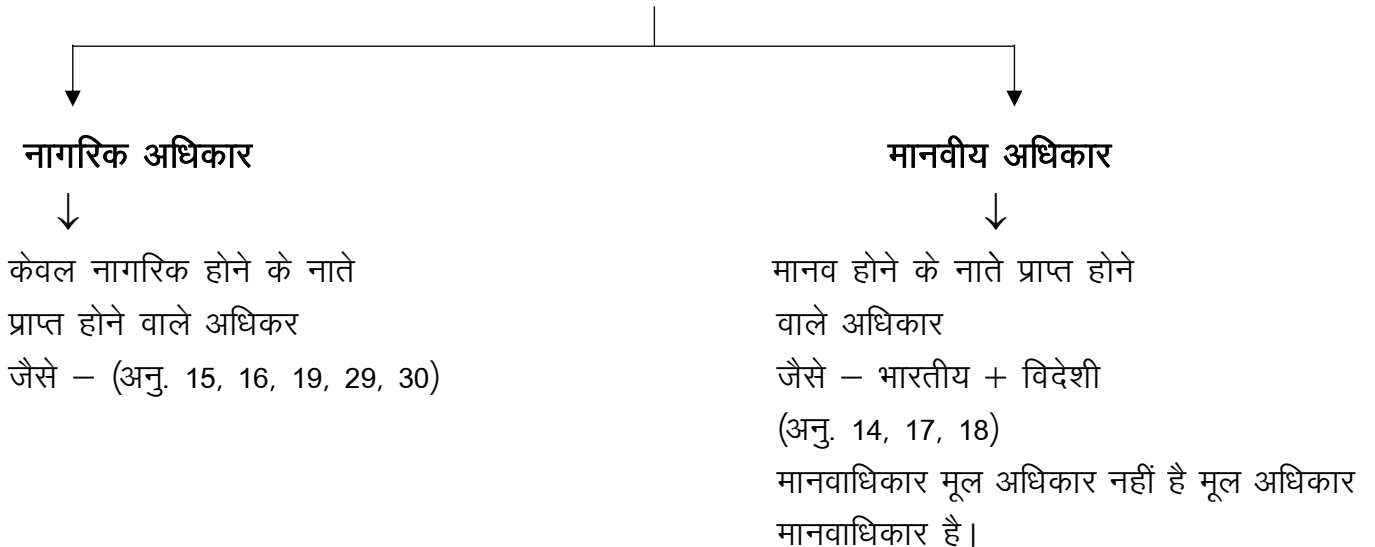 नागरिक अधिकार
↓
केवल नागरिक होने के नाते
प्राप्त होने वाले अधिकर
जैसे – (अनु. 15, 16, 19, 29, 30)
मानवीय अधिकार
↓
मानव होने के नाते प्राप्त होने
वाले अधिकार
जैसे – भारतीय + विदेशी
(अनु. 14, 17, 18)
मानवाधिकार मूल अधिकार नहीं है मूल अधिकार
मानवाधिकार है।